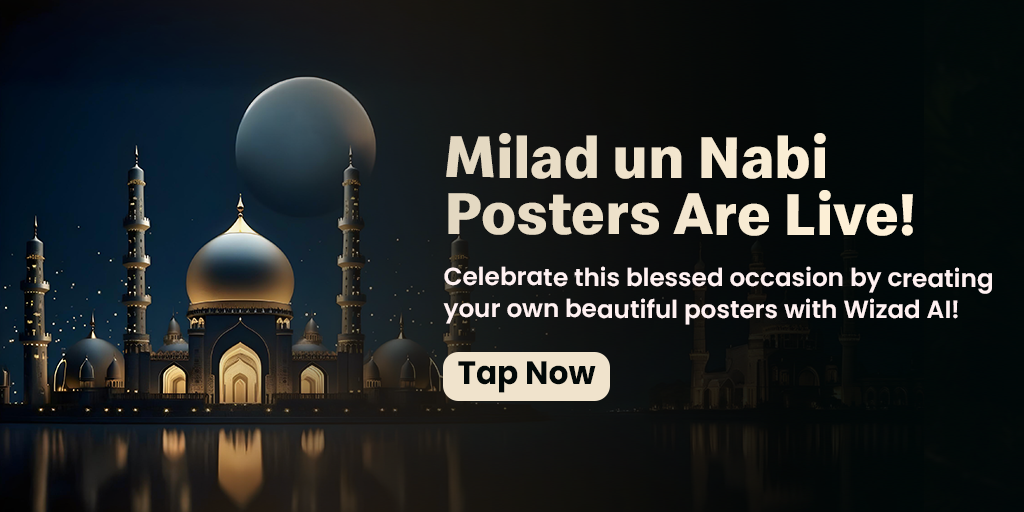 Milad un Nabi
Posters Are Live!
Celebrate this blessed occasion by creating
your own beautiful posters with Wizad AI!
Tap Now